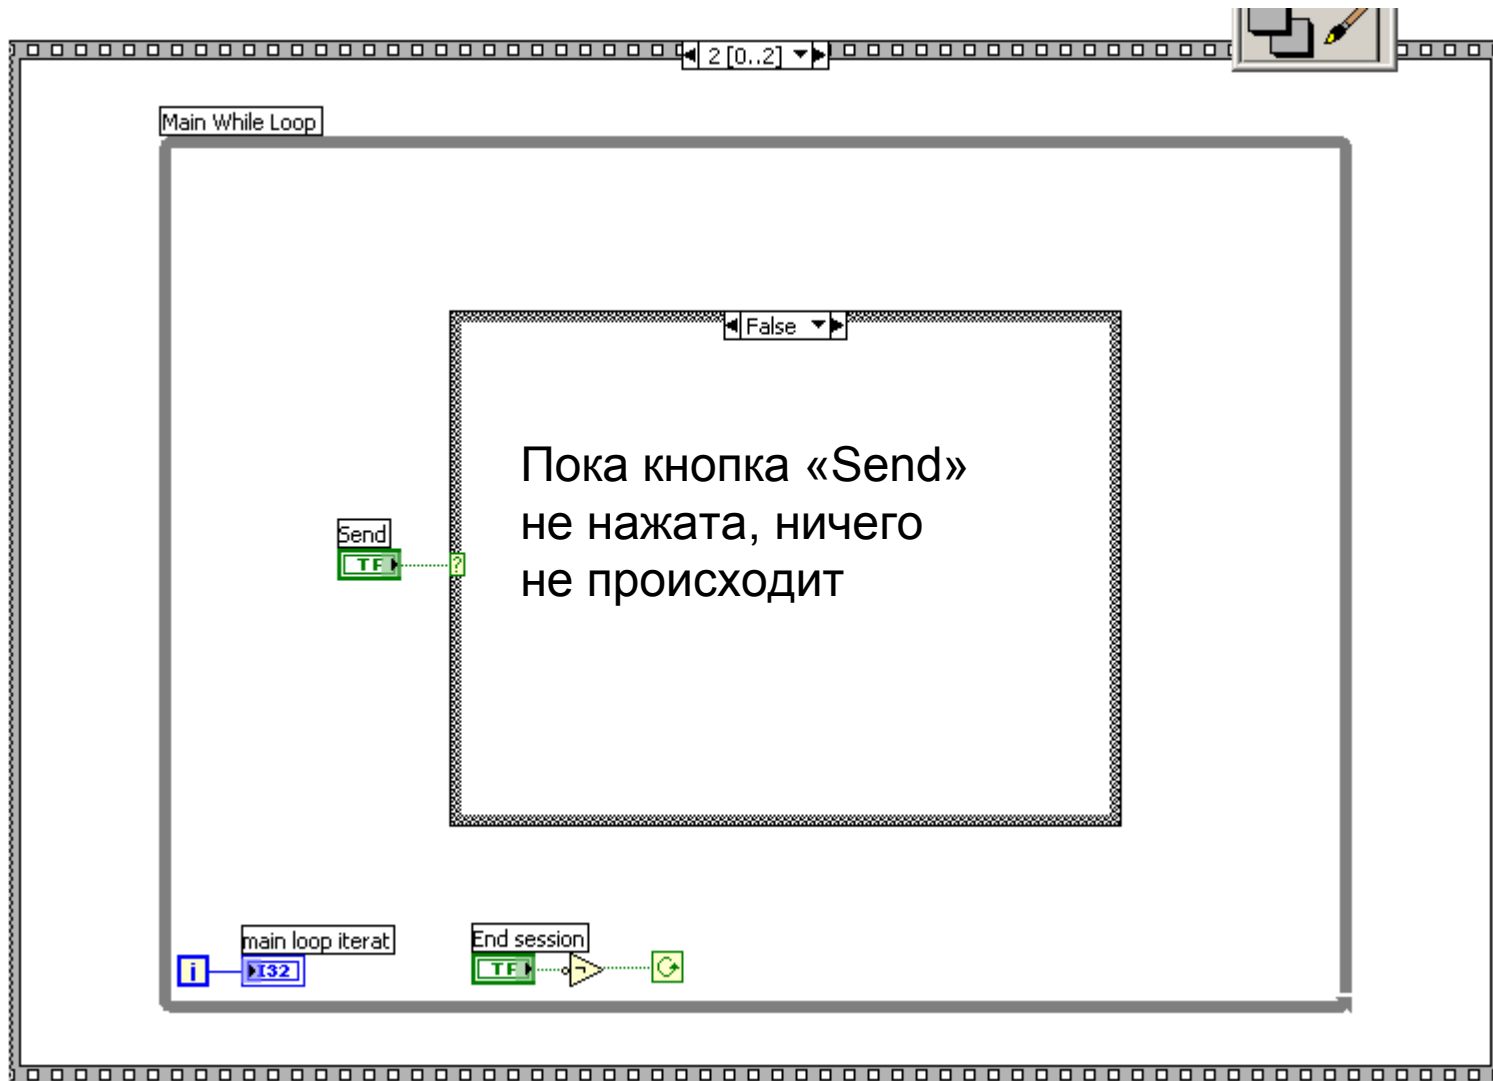 2 [0..2]
Main While Loop
False
Пока кнопка «Send»
не нажата, ничего
не происходит
Send
TF
?
main loop iterat
End session
i
I32
TF